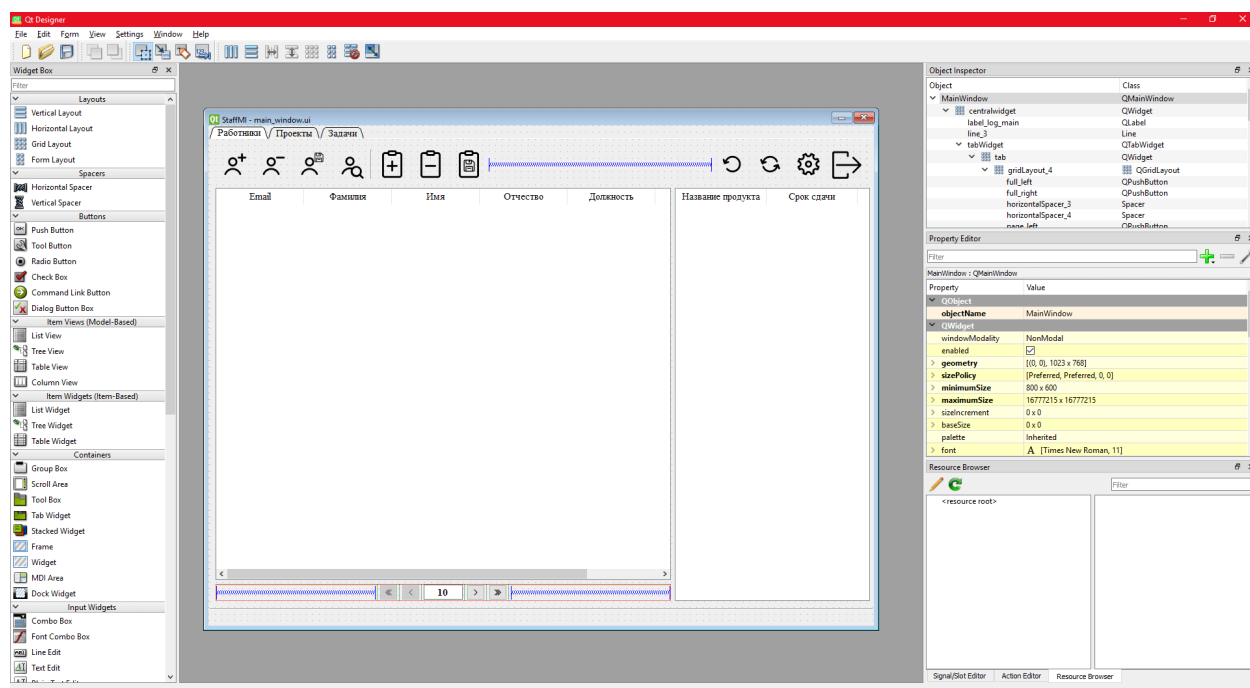 Qt Designer
File Edit Form View Settings Window Help
Widget Box
Filter
Layouts
Vertical Layout
Horizontal Layout
Grid Layout
Form Layout
Spacers
Horizontal Spacer
Vertical Spacer
Buttons
Push Button
Tool Button
Radio Button
Check Box
Command Link Button
Dialog Button Box
Item Views (Model-Based)
List View
Tree View
Table View
Column View
Item Widgets (Item-Based)
List Widget
Tree Widget
Table Widget
Containers
Group Box
Scroll Area
Tool Box
Tab Widget
Stacked Widget
Frame
Widget
MDI Area
Dock Widget
Input Widgets
Combo Box
Font Combo Box
Line Edit
Text Edit
StaffMI - main_window.ui
Работники Проекты Задачи
Email Фамилия Имя Отчество Должность Название продукта Срок сдачи
10
Object Inspector
Object Class
MainWindow QMainWindow
centralwidget QWidget
label_log_main QLabel
line_3 Line
tabWidget QTabWidget
tab QWidget
gridLayout_4 QGridLayout
full_left QPushButton
full_right QPushButton
horizontalSpacer_3 Spacer
horizontalSpacer_4 Spacer
page_left QPushButton
Property Editor
Filter
MainWindow : QMainWindow
Property Value
QObject
objectName MainWindow
QWidget
windowModality NonModal
enabled
geometry [(0, 0), 1023 x 768]
sizePolicy [Preferred, Preferred, 0, 0]
minimumSize 800 x 600
maximumSize 16777215 x 16777215
sizeIncrement 0 x 0
baseSize 0 x 0
palette Inherited
font A [Times New Roman, 11]
Resource Browser
Filter
<resource root>
Signal/Slot Editor Action Editor Resource Browser